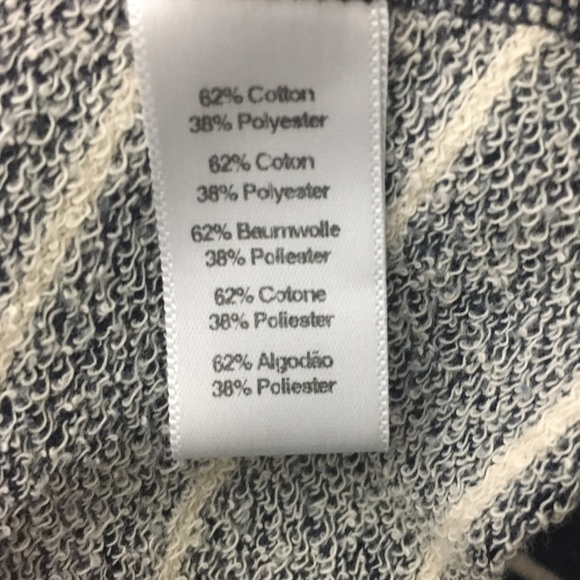 62% Cotton
38% Polyester
62% Coton
38% Polyester
62% Baumwolle
38% Poliester
62% Cotone
38% Poliester
62% Algodão
38% Poliester